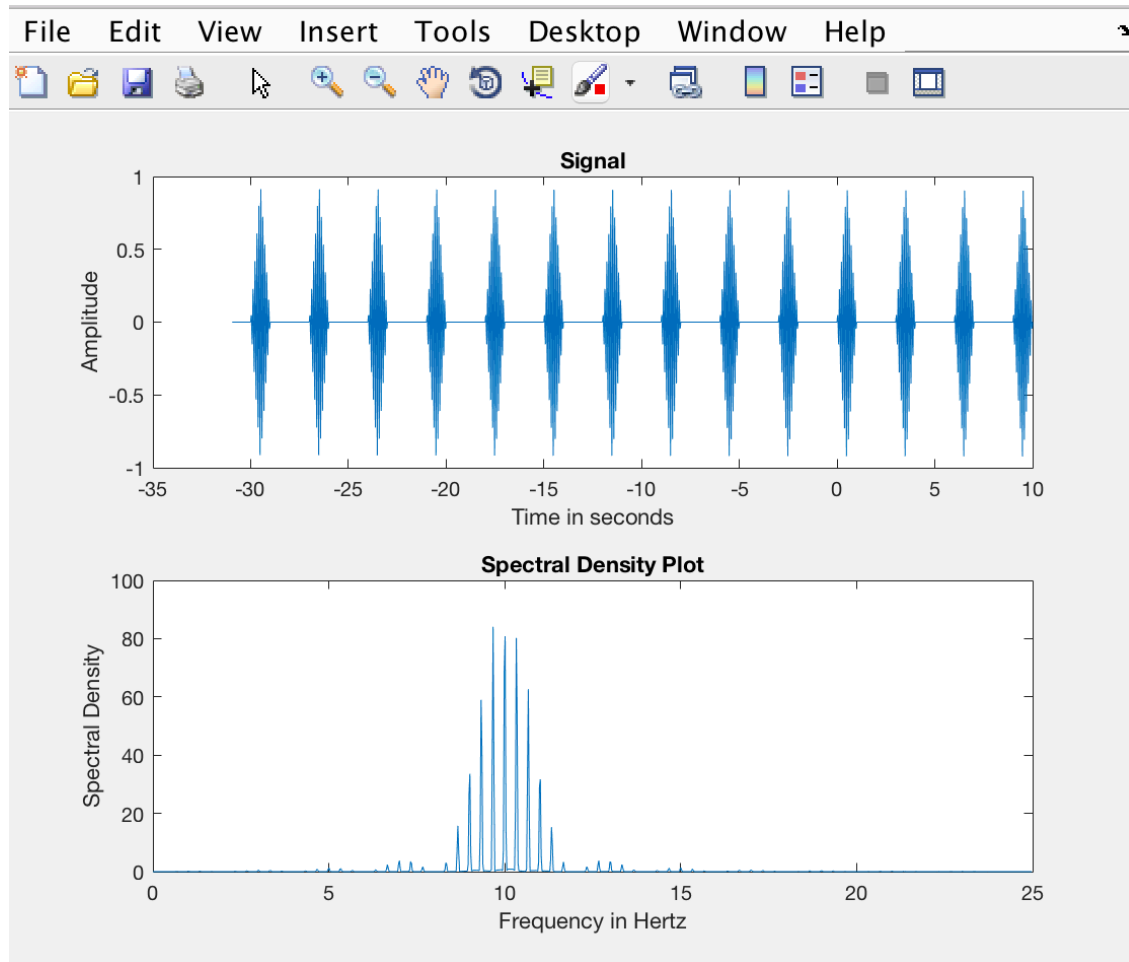 File Edit View Insert Tools Desktop Window Help
Signal
1
0.5
0
-0.5
-1
Amplitude
-35 -30 -25 -20 -15 -10 -5 0 5 10
Time in seconds
Spectral Density Plot
100
80
60
40
20
0
Spectral Density
0 5 10 15 20 25
Frequency in Hertz